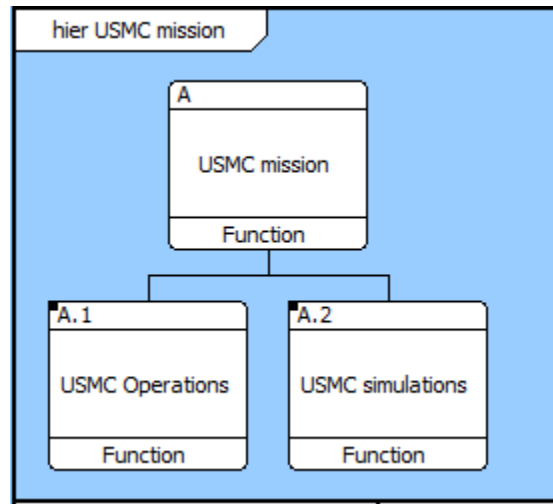 hier USMC mission
A
USMC mission
Function
A.1
USMC Operations
Function
A.2
USMC simulations
Function